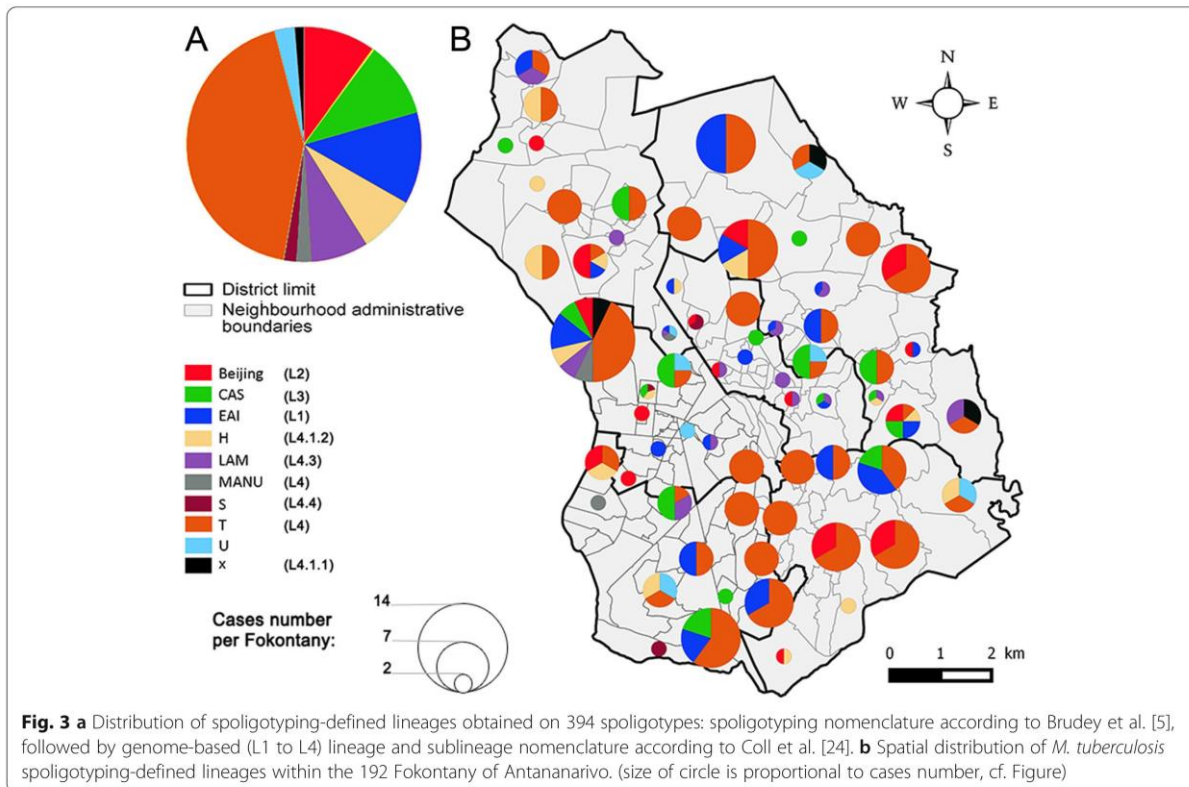 A
B
N
W E
S
District limit
Neighbourhood administrative
boundaries
Beijing (L2)
CAS (L3)
EAI (L1)
H (L4.1.2)
LAM (L4.3)
MANU (L4)
S (L4.4)
T (L4)
U
x (L4.1.1)
Cases number
per Fokontany:
14
7
2
0 1 2 km
Fig. 3 a Distribution of spoligotyping-defined lineages obtained on 394 spoligotypes: spoligotyping nomenclature according to Brudey et al. [5],
followed by genome-based (L1 to L4) lineage and sublineage nomenclature according to Coll et al. [24]. b Spatial distribution of M. tuberculosis
spoligotyping-defined lineages within the 192 Fokontany of Antananarivo. (size of circle is proportional to cases number, cf. Figure)